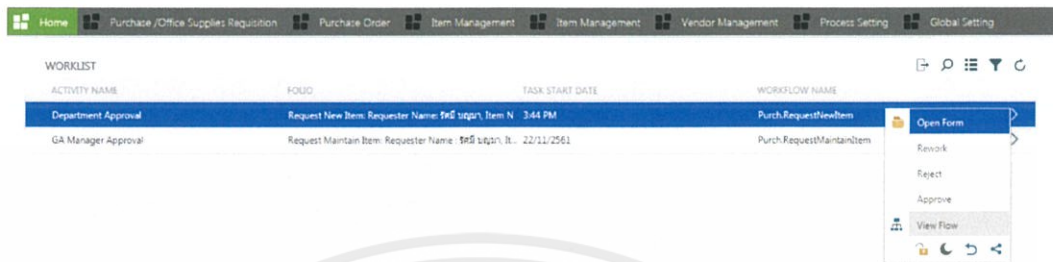 Home Purchase /Office Supplies Requisition Purchase Order Item Management Item Management Vendor Management Process Setting Global Setting
WORKLIST
ACTIVITY NAME FOLIO TASK START DATE WORKFLOW NAME
Department Approval Request New Item: Requester Name: รัศมี บุญมา, Item N 3:44 PM
GA Manager Approval Request Maintain Item: Requester Name : รัศมี บุญมา, It... 22/11/2561 Purch.RequestMaintainItem
Purch.RequestNewItem
Open Form
Rework
Reject
Approve
View Flow